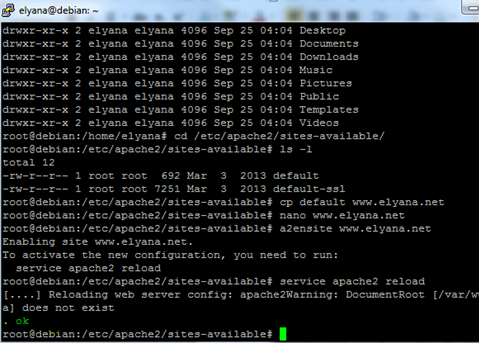 elyana@debian: ~
drwxr-xr-x 2 elyana elyana 4096 Sep 25 04:04 Desktop
drwxr-xr-x 2 elyana elyana 4096 Sep 25 04:04 Documents
drwxr-xr-x 2 elyana elyana 4096 Sep 25 04:04 Downloads
drwxr-xr-x 2 elyana elyana 4096 Sep 25 04:04 Music
drwxr-xr-x 2 elyana elyana 4096 Sep 25 04:04 Pictures
drwxr-xr-x 2 elyana elyana 4096 Sep 25 04:04 Public
drwxr-xr-x 2 elyana elyana 4096 Sep 25 04:04 Templates
drwxr-xr-x 2 elyana elyana 4096 Sep 25 04:04 Videos
root@debian:/home/elyana# cd /etc/apache2/sites-available/
root@debian:/etc/apache2/sites-available# ls -l
total 12
-rw-r--r-- 1 root root  692 Mar  3  2013 default
-rw-r--r-- 1 root root 7251 Mar  3  2013 default-ssl
root@debian:/etc/apache2/sites-available# cp default www.elyana.net
root@debian:/etc/apache2/sites-available# nano www.elyana.net
root@debian:/etc/apache2/sites-available# a2ensite www.elyana.net
Enabling site www.elyana.net.
To activate the new configuration, you need to run:
  service apache2 reload
root@debian:/etc/apache2/sites-available# service apache2 reload
[....] Reloading web server config: apache2Warning: DocumentRoot [/var/w
a] does not exist
. ok
root@debian:/etc/apache2/sites-available#